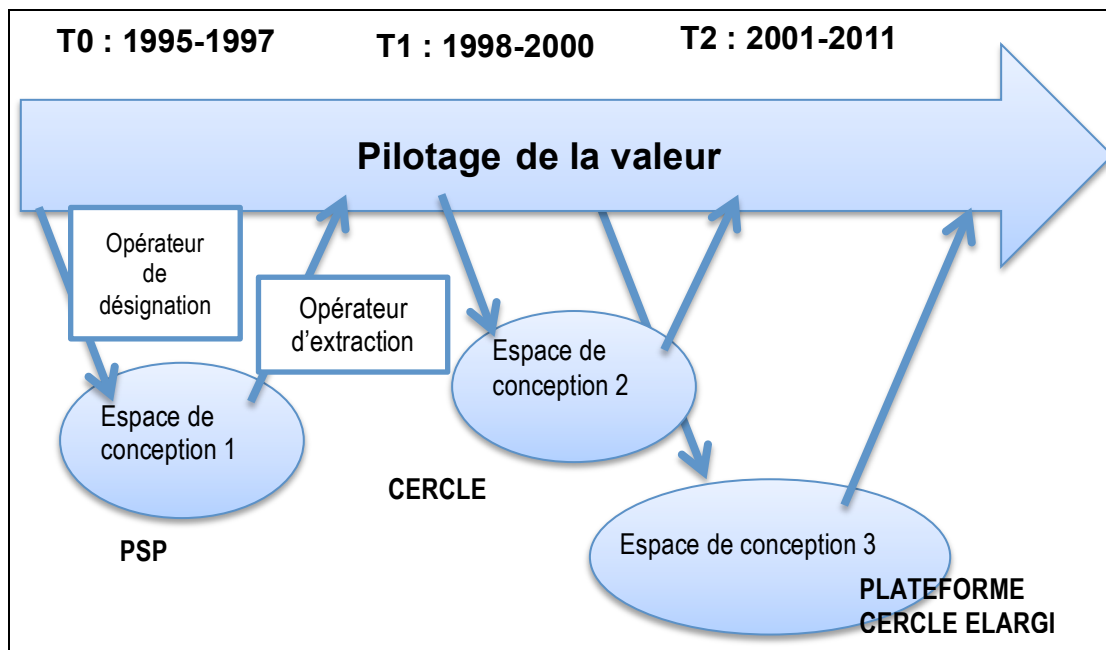 T0 : 1995-1997
T1 : 1998-2000
T2 : 2001-2011
Pilotage de la valeur
Opérateur
de
désignation
Opérateur
d’extraction
Espace de
conception 1
PSP
Espace de
conception 2
CERCLE
Espace de conception 3
PLATEFORME
CERCLE ELARGI